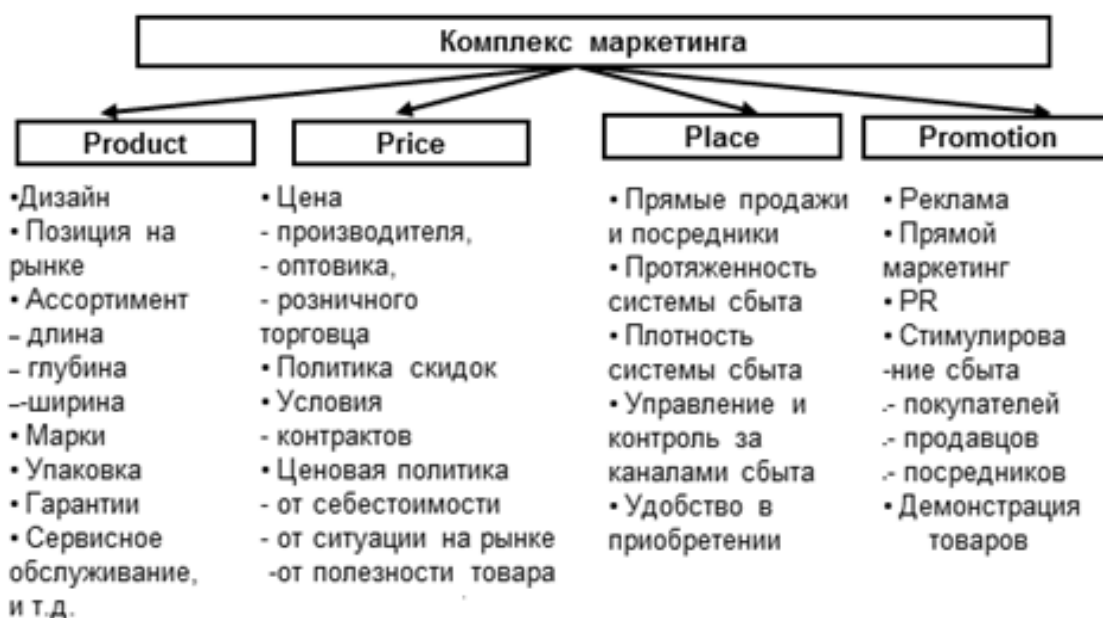 Комплекс маркетинга
Product
•Дизайн
• Позиция на
рынке
• Ассортимент
– длина
– глубина
–-ширина
• Марки
• Упаковка
• Гарантии
• Сервисное
обслуживание,
и т.д.
Price
• Цена
- производителя,
- оптовика,
- розничного
торговца
• Политика скидок
• Условия
- контрактов
• Ценовая политика
- от себестоимости
- от ситуации на рынке
-от полезности товара
Place
• Прямые продажи
и посредники
• Протяженность
системы сбыта
• Плотность
системы сбыта
• Управление и
контроль за
каналами сбыта
• Удобство в
приобретении
Promotion
• Реклама
• Прямой
маркетинг
• PR
• Стимулирова
-ние сбыта
.- покупателей
.- продавцов
.- посредников
• Демонстрация
товаров